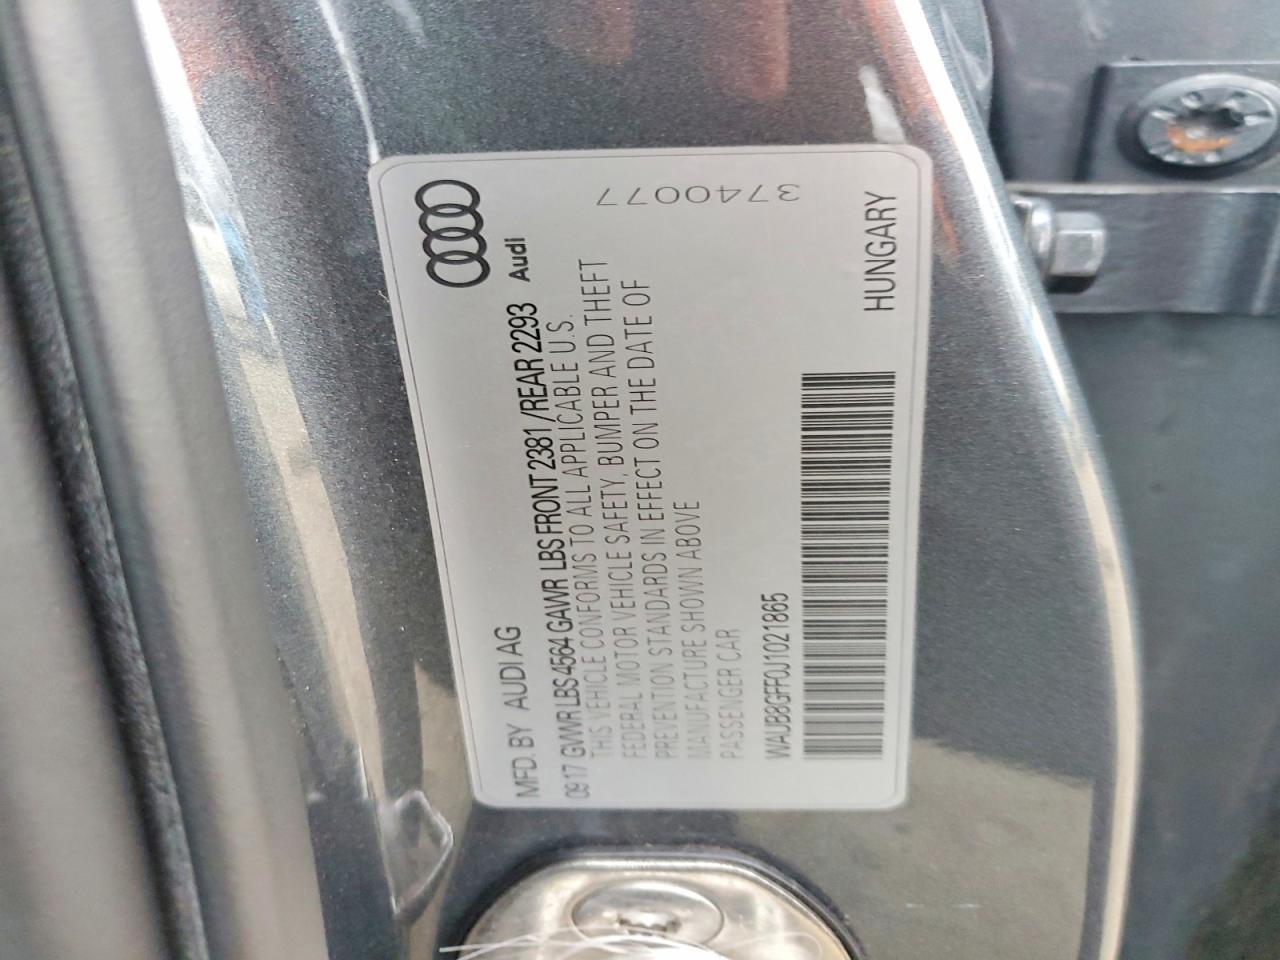 Audi
MFD. BY AUDI AG
09 17 GVWR LBS 4564 GAWR LBS FRONT 2381 /REAR 2293
THIS VEHICLE CONFORMS TO ALL APPLICABLE U.S.
FEDERAL MOTOR VEHICLE SAFETY, BUMPER AND THEFT
PREVENTION STANDARDS IN EFFECT ON THE DATE OF
MANUFACTURE SHOWN ABOVE
PASSENGER CAR
3740077
WAUB8GFF0J1021865
HUNGARY